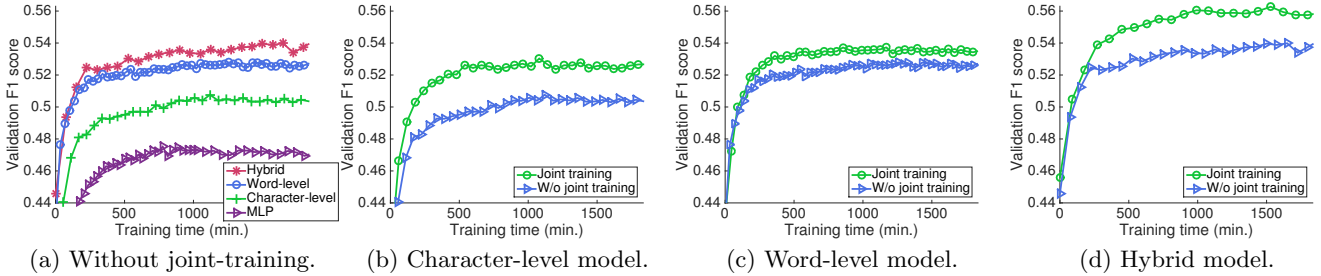 Validation F1 score
0.56
0.54
0.52
0.5
0.48
0.46
0.44
0 500 1000
Training time (min.)
Hybrid
Word-level
Character-level
MLP
(a) Without joint-training.
Validation F1 score
0.56
0.54
0.52
0.5
0.48
0.46
0.44
0 500 1000 1500
Training time (min.)
Joint training
W/o joint training
(b) Character-level model.
Validation F1 score
0.56
0.54
0.52
0.5
0.48
0.46
0.44
0 500 1000 1500
Training time (min.)
Joint training
W/o joint training
(c) Word-level model.
Validation F1 score
0.56
0.54
0.52
0.5
0.48
0.46
0.44
0 500 1000 1500
Training time (min.)
Joint training
W/o joint training
(d) Hybrid model.